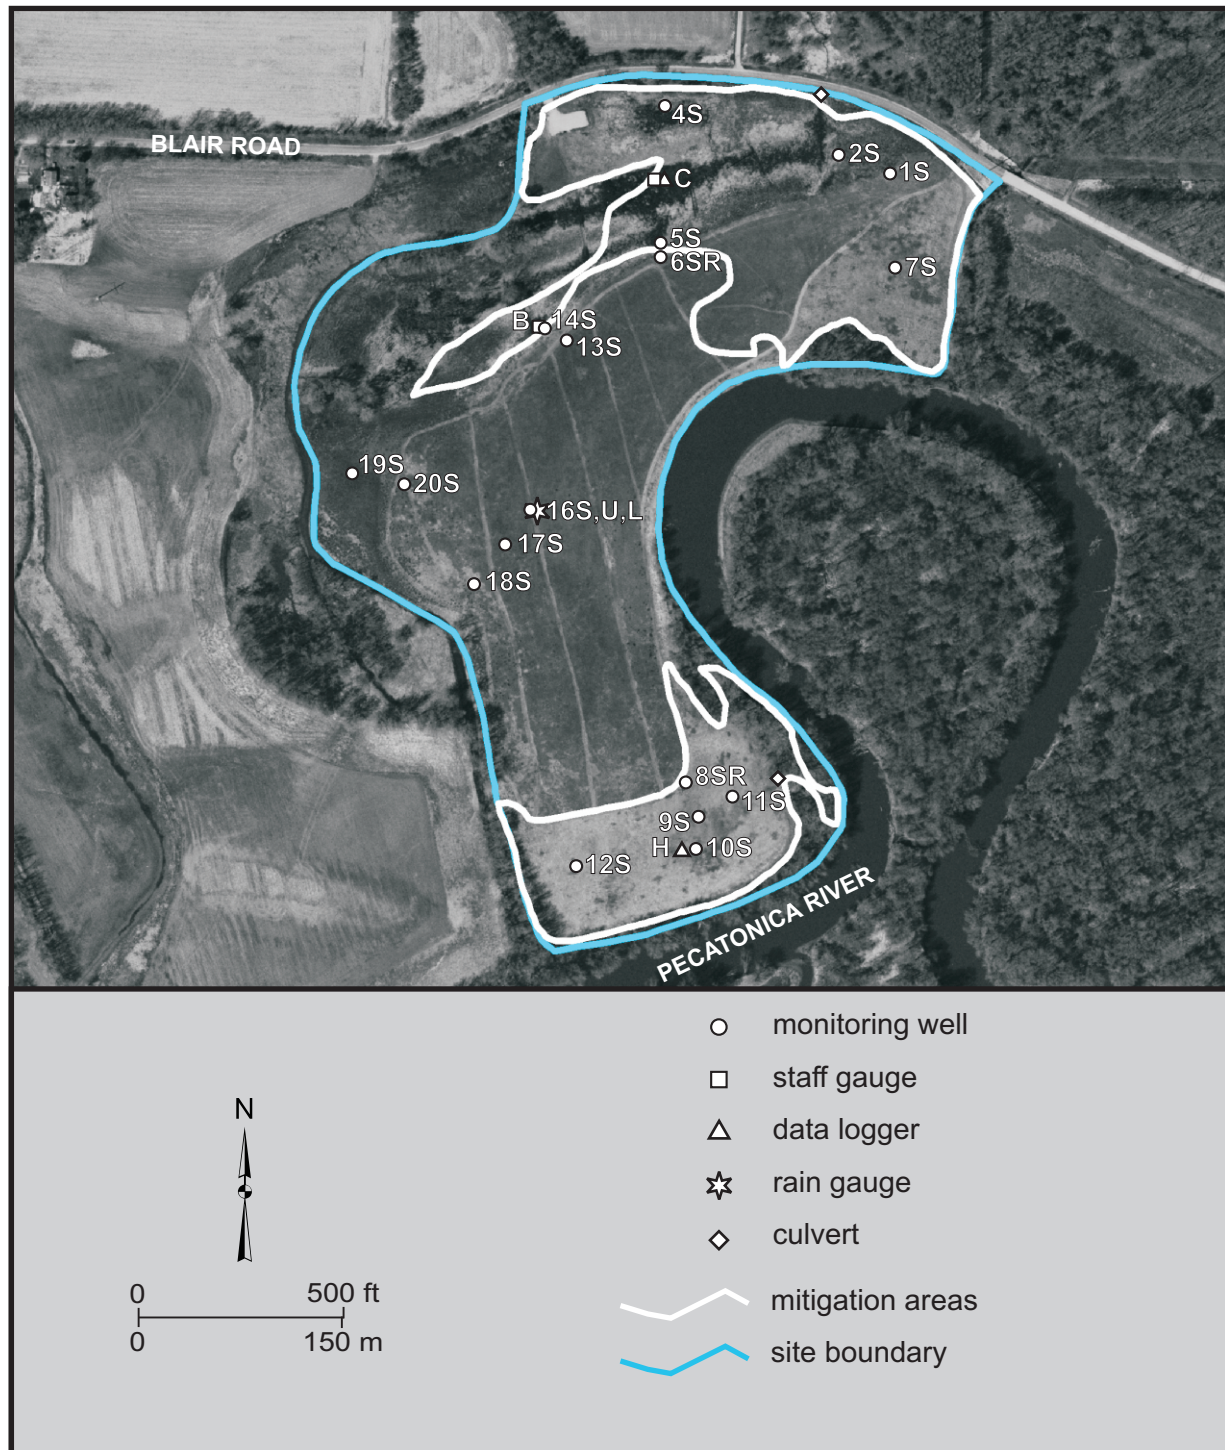 BLAIR ROAD
4S
2S
1S
C
5S
6SR
7S
B
14S
13S
19S
20S
16S,U,L
17S
18S
8SR
11S
9S
H
10S
12S
PECATONICA RIVER
monitoring well
staff gauge
data logger
rain gauge
culvert
mitigation areas
site boundary
N
0
500 ft
0
150 m